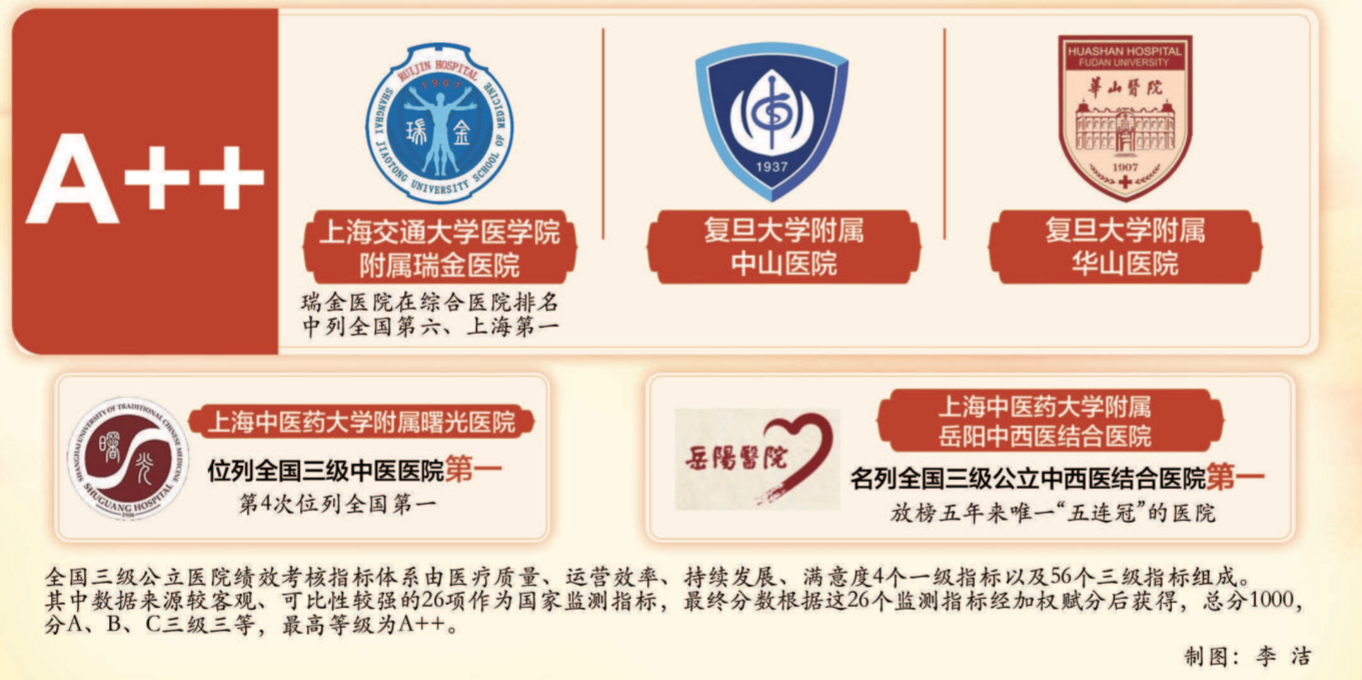 A++
RUIJIN HOSPITAL
1907
瑞 金
SHANGHAI JIAOTONG UNIVERSITY SCHOOL OF MEDICINE
上海交通大学医学院
附属瑞金医院
瑞金医院在综合医院排名
中列全国第六、上海第一
1937
复旦大学附属
中山医院
HUASHAN HOSPITAL
FUDAN UNIVERSITY
華山醫院
1907
复旦大学附属
华山医院
SHANGHAI UNIVERSITY OF TRADITIONAL CHINESE MEDICINE
曙光
SHUGUANG HOSPITAL
1906
上海中医药大学附属曙光医院
位列全国三级中医医院第一
第4次位列全国第一
岳陽醫院
上海中医药大学附属
岳阳中西医结合医院
名列全国三级公立中西医结合医院第一
放榜五年来唯一“五连冠”的医院
全国三级公立医院绩效考核指标体系由医疗质量、运营效率、持续发展、满意度4个一级指标以及56个三级指标组成。
其中数据来源较客观、可比性较强的26项作为国家监测指标，最终分数根据这26个监测指标经加权赋分后获得，总分1000，
分A、B、C三级三等，最高等级为A++。
制图：李 洁